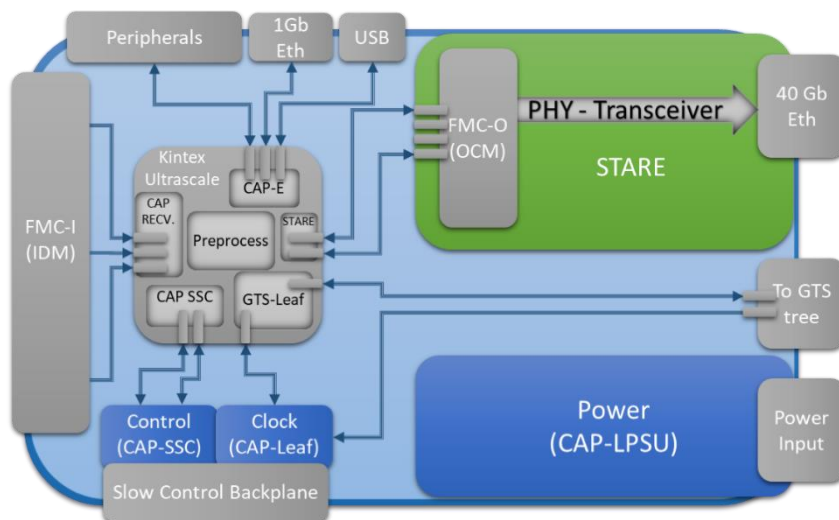 Peripherals
1Gb
Eth
USB
FMC-I
(IDM)
Kintex
Ultrascale
CAP-E
CAP
RECV.
Preprocess
STARE
CAP SSC
GTS-Leaf
FMC-O
(OCM)
PHY - Transceiver
STARE
40 Gb
Eth
To GTS
tree
Control
(CAP-SSC)
Clock
(CAP-Leaf)
Slow Control Backplane
Power
(CAP-LPSU)
Power
Input